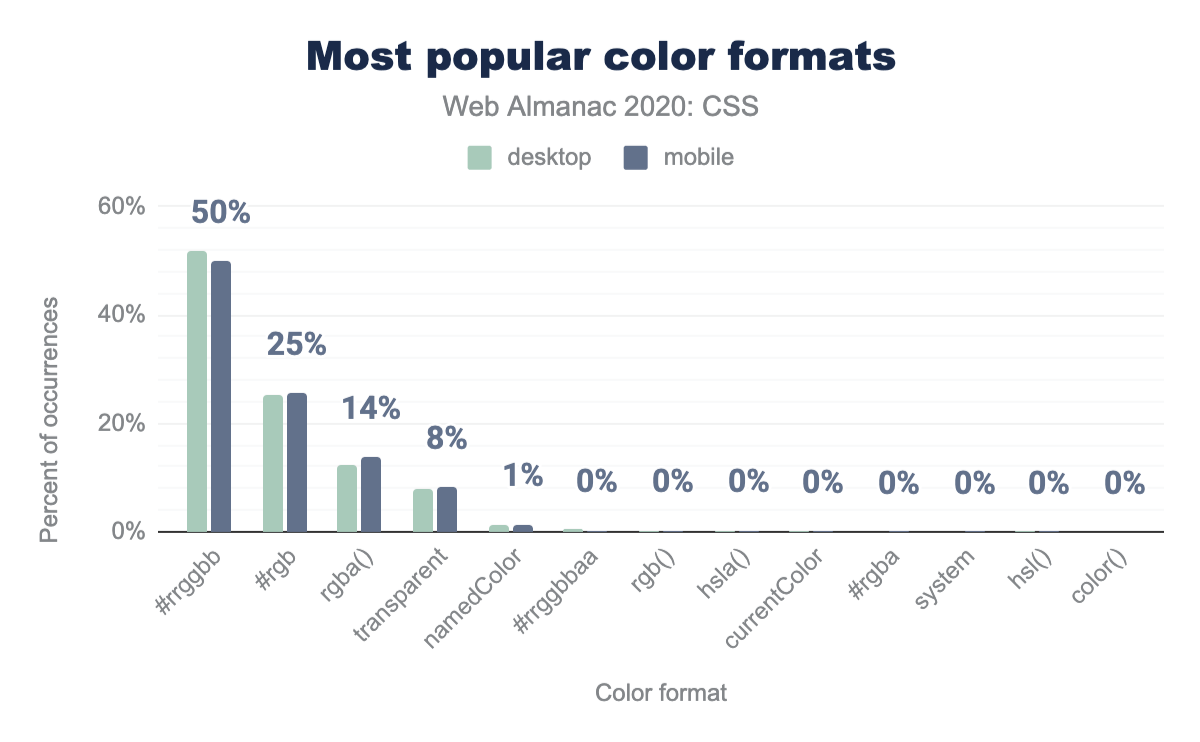 Most popular color formats
Web Almanac 2020: CSS
desktop
mobile
Percent of occurrences
60%
40%
20%
0%
50%
25%
14%
8%
1%
0%
0%
0%
0%
0%
0%
0%
0%
#rrggbb
#rgb
rgba()
transparent
namedColor
#rrggbbaa
rgb()
hsla()
currentColor
#rgba
system
hsl()
color()
Color format